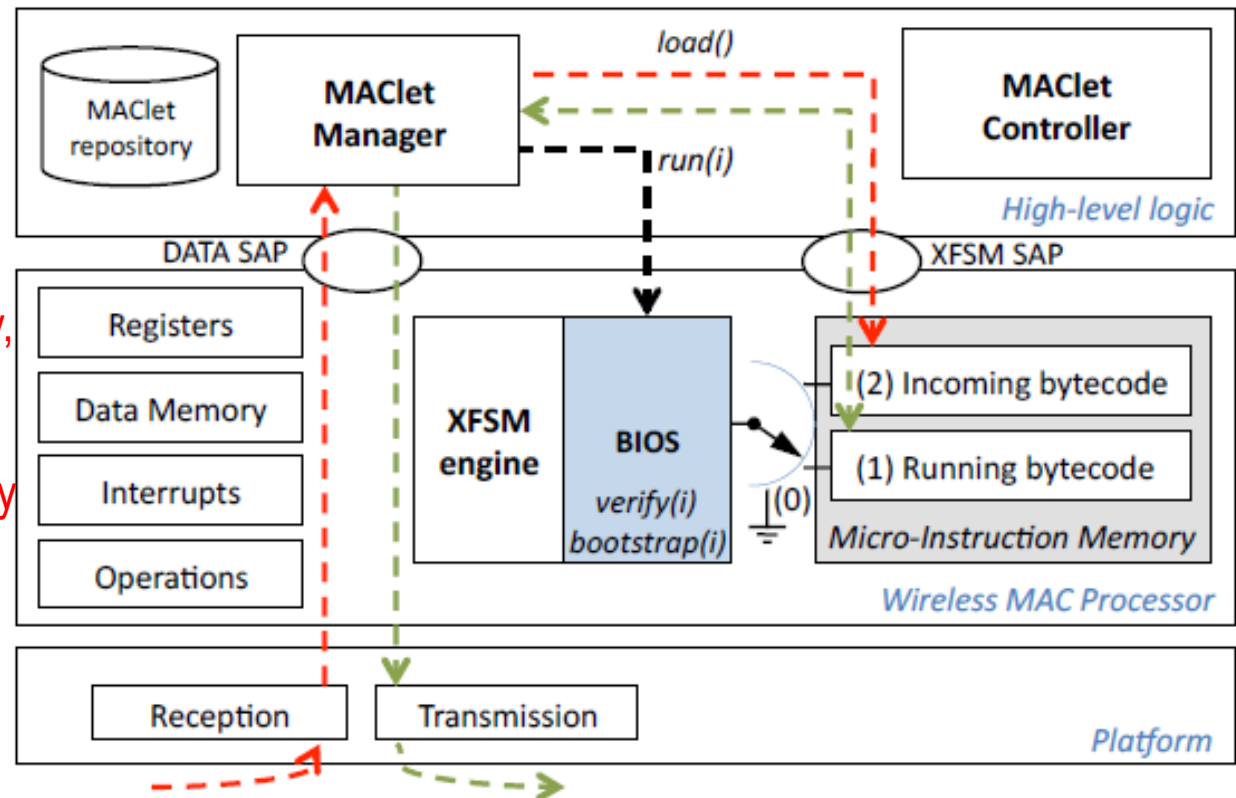 MAClet
repository
MAClet
Manager
load()
run(i)
MAClet
Controller
High-level logic
DATA SAP
XFSM SAP
Registers
Data Memory
Interrupts
Operations
XFSM
engine
BIOS
verify(i)
bootstrap(i)
(0)
(2) Incoming bytecode
(1) Running bytecode
Micro-Instruction Memory
Wireless MAC Processor
Reception
Transmission
Platform